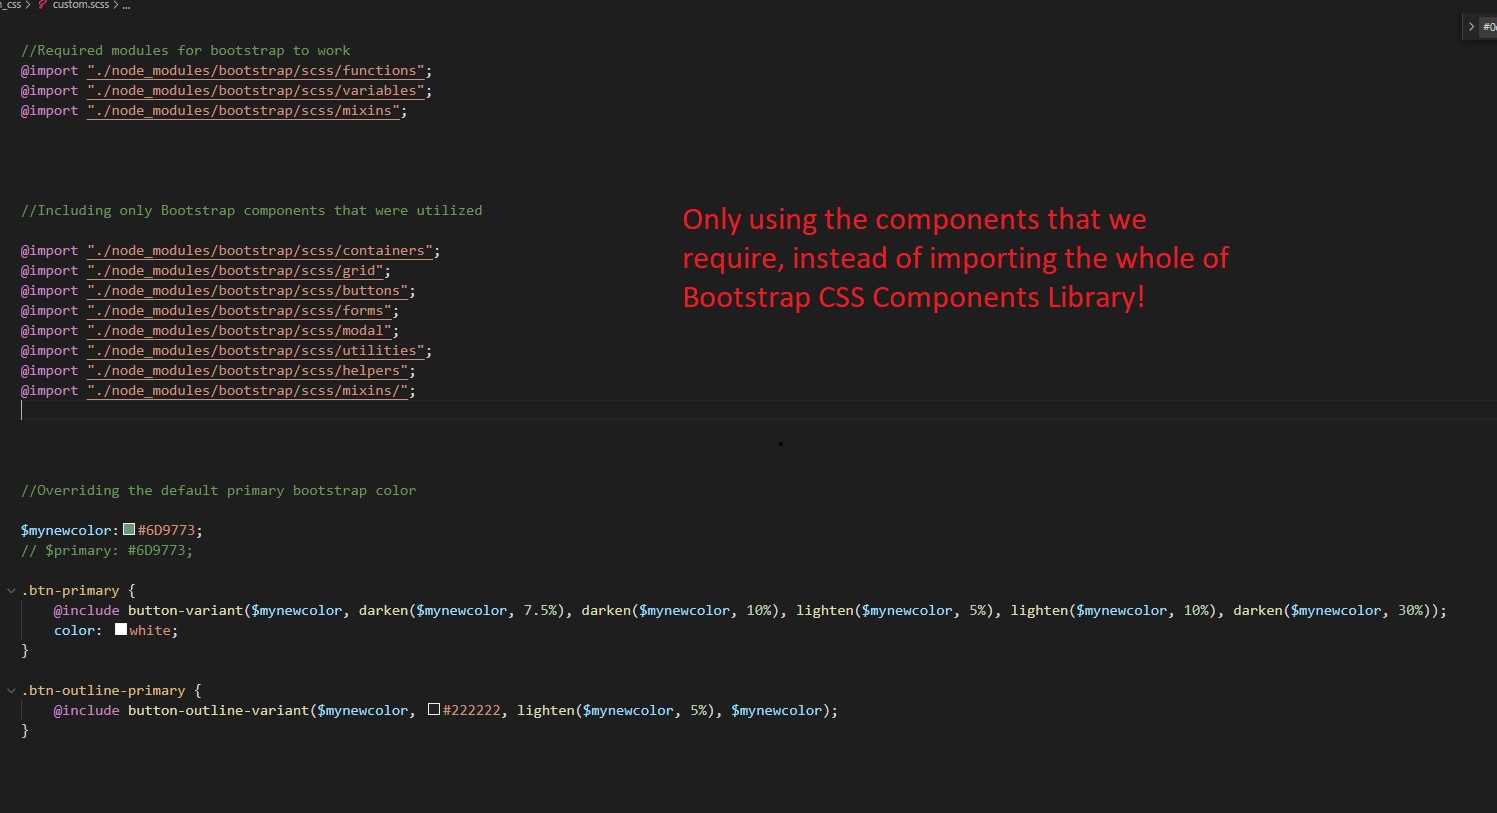 custom.scss > ...
//Required modules for bootstrap to work
@import "./node_modules/bootstrap/scss/functions";
@import "./node_modules/bootstrap/scss/variables";
@import "./node_modules/bootstrap/scss/mixins";
//Including only Bootstrap components that were utilized
@import "./node_modules/bootstrap/scss/containers";
@import "./node_modules/bootstrap/scss/grid";
@import "./node_modules/bootstrap/scss/buttons";
@import "./node_modules/bootstrap/scss/forms";
@import "./node_modules/bootstrap/scss/modal";
@import "./node_modules/bootstrap/scss/utilities";
@import "./node_modules/bootstrap/scss/helpers";
@import "./node_modules/bootstrap/scss/mixins/";
Only using the components that we
require, instead of importing the whole of
Bootstrap CSS Components Library!
//Overriding the default primary bootstrap color
$mynewcolor: #6D9773;
// $primary: #6D9773;
.btn-primary {
@include button-variant($mynewcolor, darken($mynewcolor, 7.5%), darken($mynewcolor, 10%), lighten($mynewcolor, 5%), lighten($mynewcolor, 10%), darken($mynewcolor, 30%));
color: white;
}
.btn-outline-primary {
@include button-outline-variant($mynewcolor, #222222, lighten($mynewcolor, 5%), $mynewcolor);
}